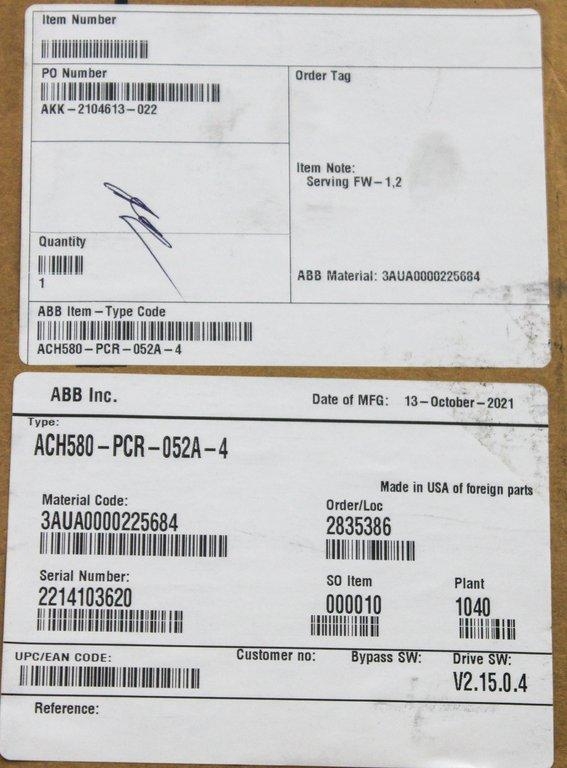 Item Number
PO Number
AKK-2104613-022
Order Tag
Item Note:
Serving FW-1,2
Quantity
1
ABB Material: 3AUA0000225684
ABB Item-Type Code
ACH580-PCR-052A-4
ABB Inc.
Date of MFG: 13-October-2021
Type:
ACH580-PCR-052A-4
Made in USA of foreign parts
Material Code:
3AUA0000225684
Order/Loc
2835386
Serial Number:
2214103620
SO Item
000010
Plant
1040
UPC/EAN CODE:
Customer no:
Bypass SW:
Drive SW:
V2.15.0.4
Reference: